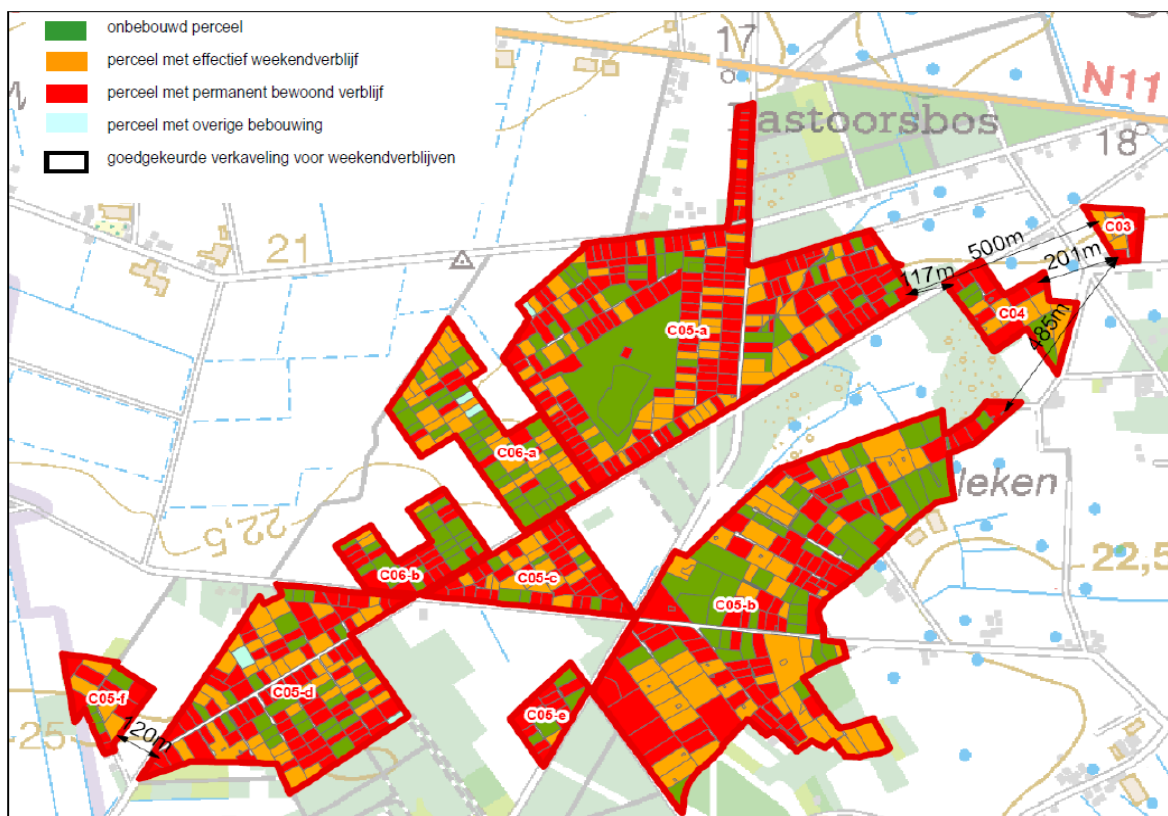 onbebouwd perceel
perceel met effectief weekendverblijf
perceel met permanent bewoond verblijf
perceel met overige bebouwing
goedgekeurde verkaveling voor weekendverblijven
17
N11
astoorsbos
18
C03
21
500m
201m
117m
C04
C05-a
485m
C06-a
leken
22,5
22,5
C06-b
C05-c
C05-b
C05-d
C05-f
C05-e
120m
25